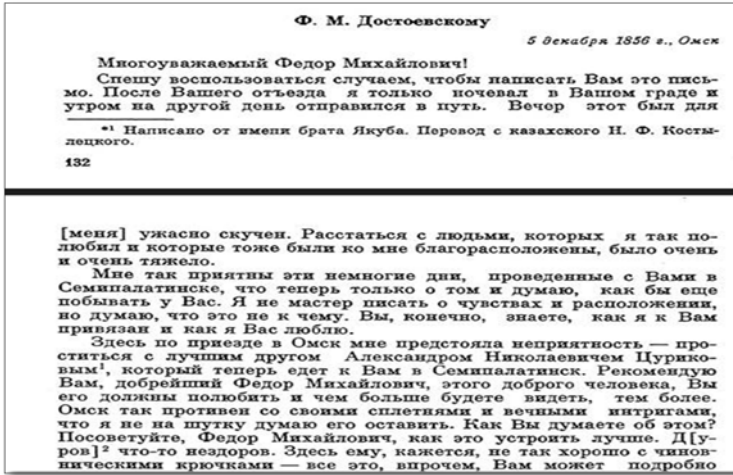 Ф. М. Достоевскому
5 декабря 1856 г., Омск
Многоуважаемый Федор Михайлович!
Спешу воспользоваться случаем, чтобы написать Вам это пись-
мо. После Вашего отъезда я только ночевал в Вашем граде и
утром на другой день отправился в путь. Вечер этот был для
*¹ Написано от имени брата Якуба. Перевод с казахского Н. Ф. Косты-
лецкого.
132
[меня] ужасно скучен. Расстаться с людьми, которых я так по-
любил и которые тоже были ко мне благорасположены, было очень
и очень тяжело.
Мне так приятны эти немногие дни, проведенные с Вами в
Семипалатинске, что теперь только о том и думаю, как бы еще
побывать у Вас. Я не мастер писать о чувствах и расположении,
но думаю, что это не к чему. Вы, конечно, знаете, как я к Вам
привязан и как я Вас люблю.
Здесь по приезде в Омск мне предстояла неприятность — про-
ститься с лучшим другом Александром Николаевичем Цурико-
вым¹, который теперь едет к Вам в Семипалатинск. Рекомендую
Вам, добрейший Федор Михайлович, этого доброго человека, Вы
его должны полюбить и чем больше будете видеть, тем более.
Омск так противен со своими сплетнями и вечными интригами,
что я не на шутку думаю его оставить. Как Вы думаете об этом?
Посоветуйте, Федор Михайлович, как это устроить лучше. Д[у-
ров]² что-то нездоров. Здесь ему, кажется, не так хорошо с чинов-
ническими крючками — все это, впрочем, Вам может подробно